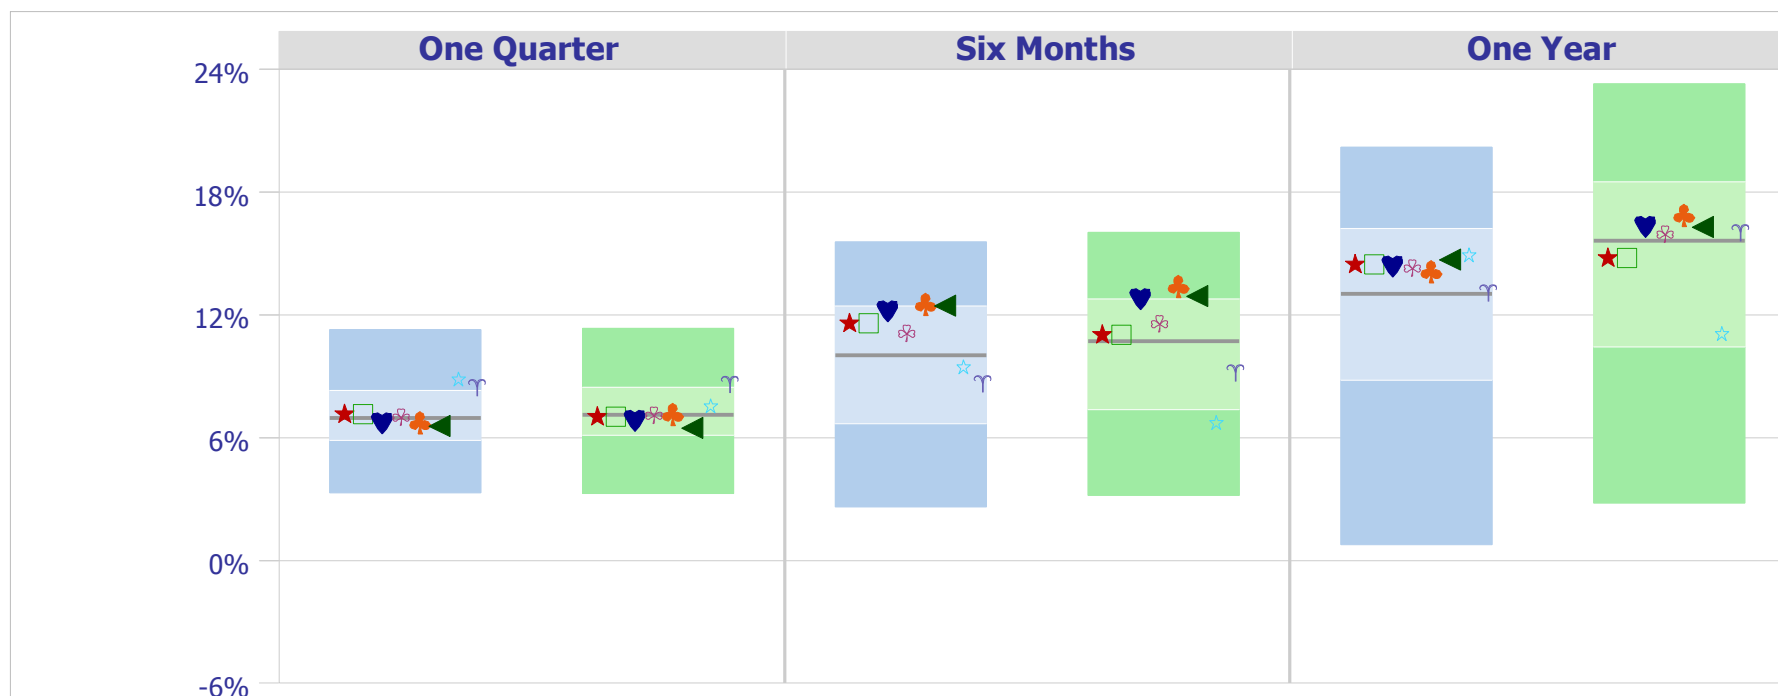 One Quarter
Six Months
One Year
24%
18%
12%
6%
0%
-6%